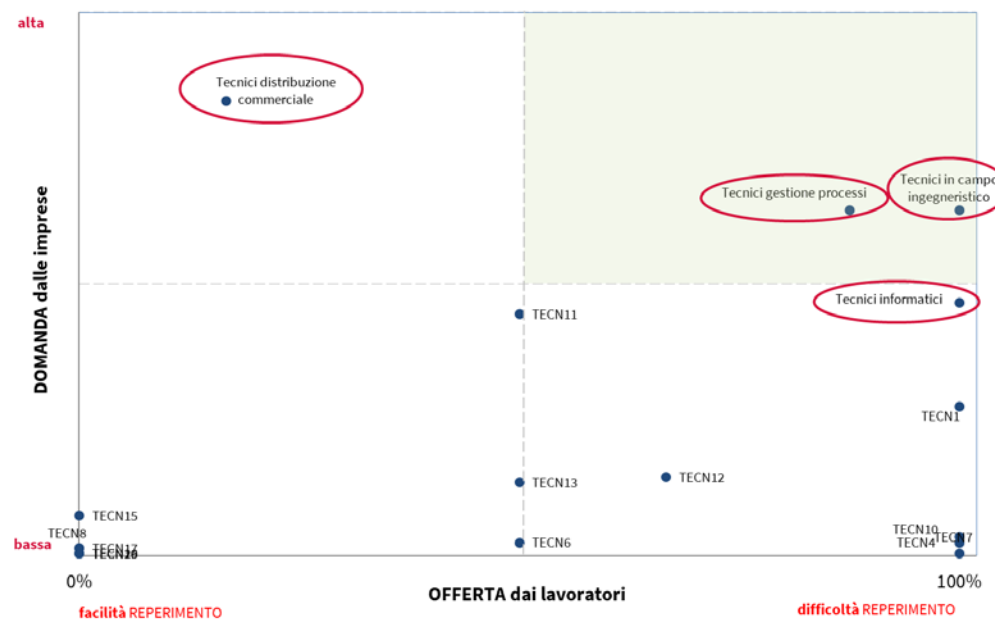 alta
Tecnici distribuzione
commerciale
Tecnici gestione processi
Tecnici in campo
ingegneristico
DOMANDA dalle imprese
Tecnici informatici
TECN11
TECN1
TECN12
TECN13
TECN15
TECN8
TECN10
TECN7
TECN4
TECN6
bassa
TECN17
0%
OFFERTA dai lavoratori
100%
facilità REPERIMENTO
difficoltà REPERIMENTO